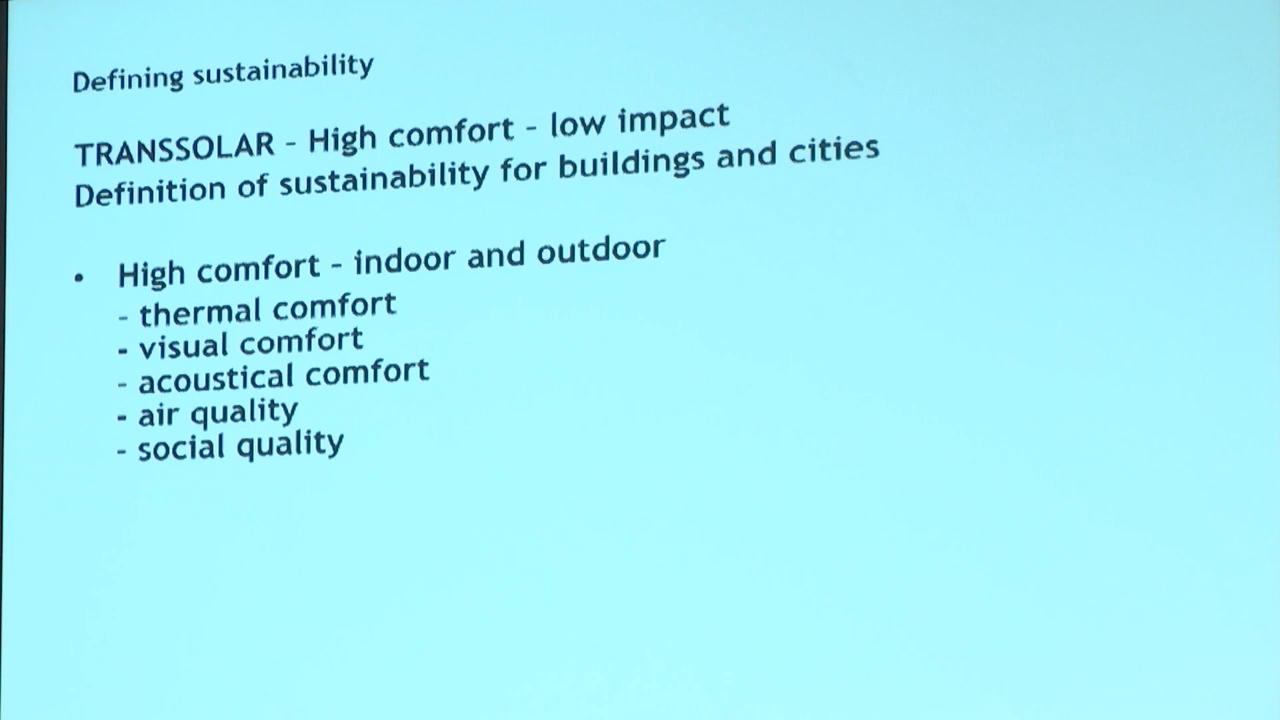 Defining sustainability
TRANSSOLAR - High comfort - low impact
Definition of sustainability for buildings and cities
• High comfort - indoor and outdoor
- thermal comfort
- visual comfort
- acoustical comfort
- air quality
- social quality